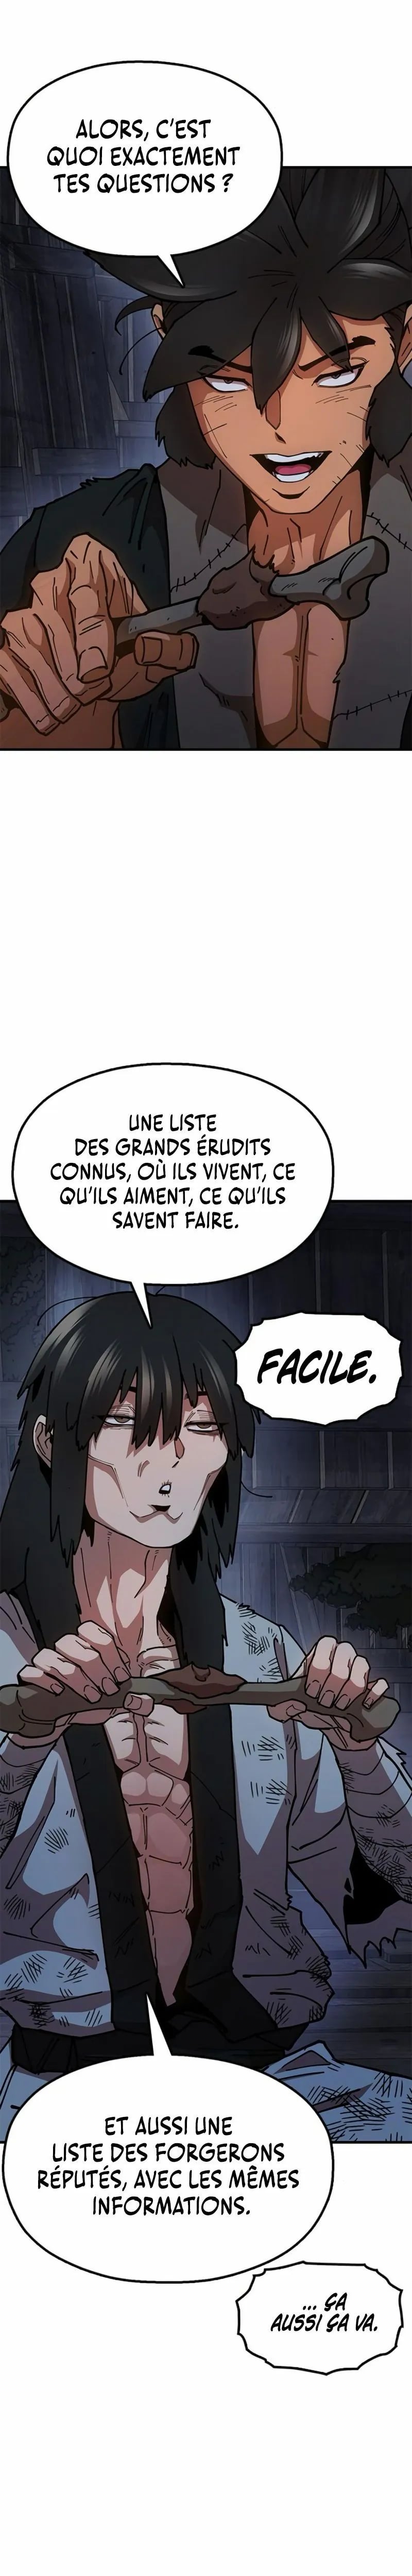 ALORS, C'EST
QUOI EXACTEMENT
TES QUESTIONS ?
UNE LISTE
DES GRANDS ÉRUDITS
CONNUS, OÙ ILS VIVENT, CE
QU'ILS AIMENT, CE QU'ILS
SAVENT FAIRE.
FACILE.
ET AUSSI UNE
LISTE DES FORGERONS
RÉPUTÉS, AVEC LES MÊMES
INFORMATIONS.
... ÇA
AUSSI ÇA VA.